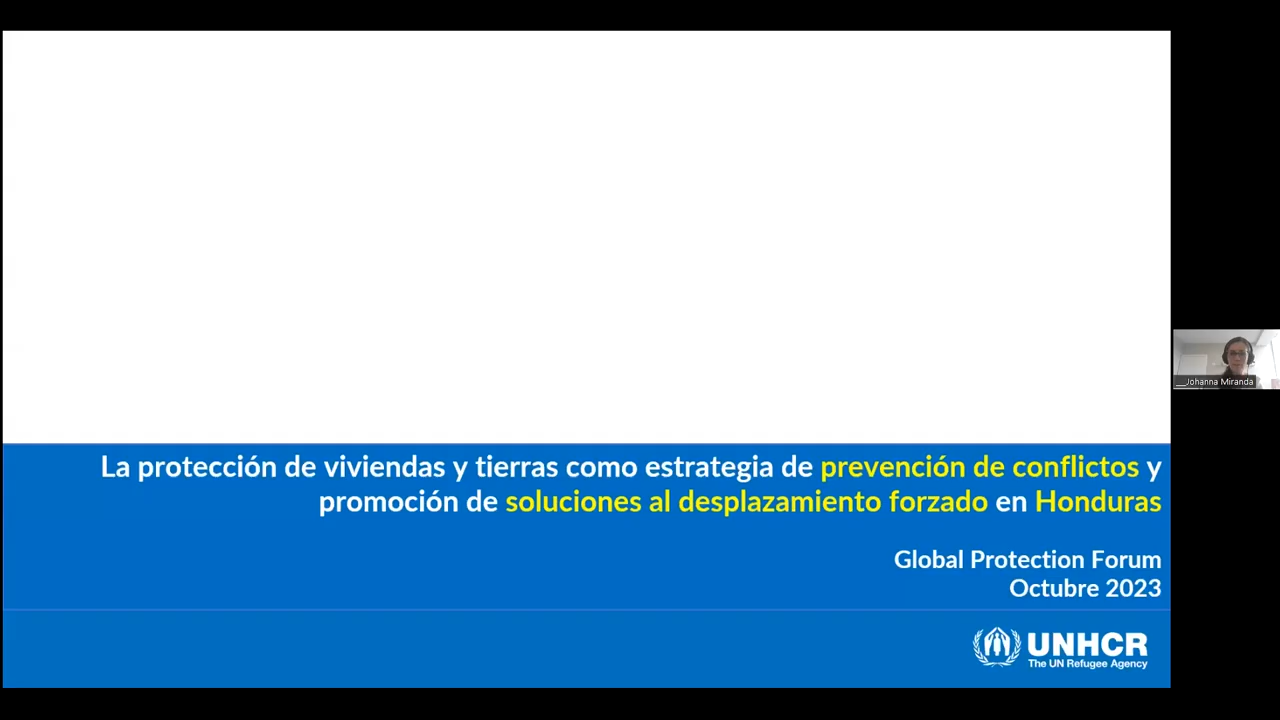 La protección de viviendas y tierras como estrategia de prevención de conflictos y
promoción de soluciones al desplazamiento forzado en Honduras
Global Protection Forum
Octubre 2023
UNHCR
The UN Refugee Agency
__Johanna Miranda